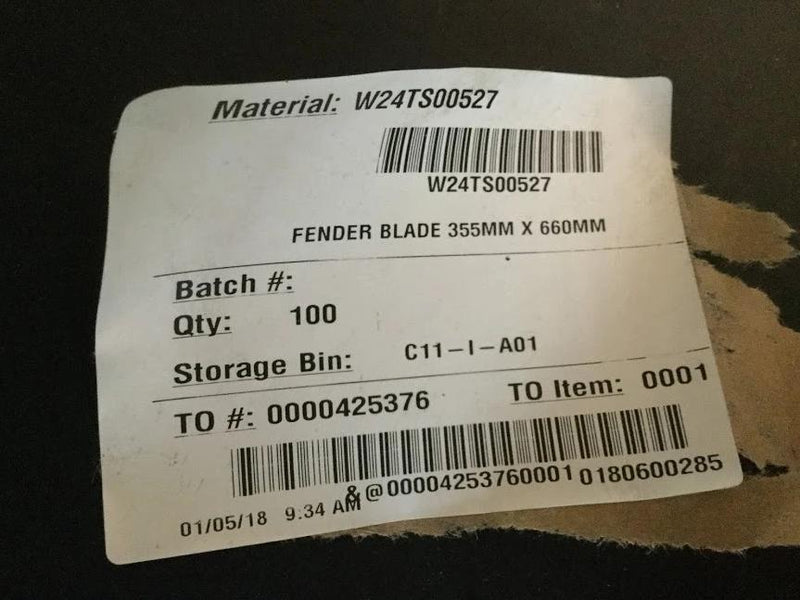 Material: W24TS00527
W24TS00527
FENDER BLADE 355MM X 660MM
Batch #:
Qty: 100
Storage Bin: C11-I-A01
TO #: 0000425376 TO Item: 0001
&@00004253760001 0180600285
01/05/18 9:34 AM